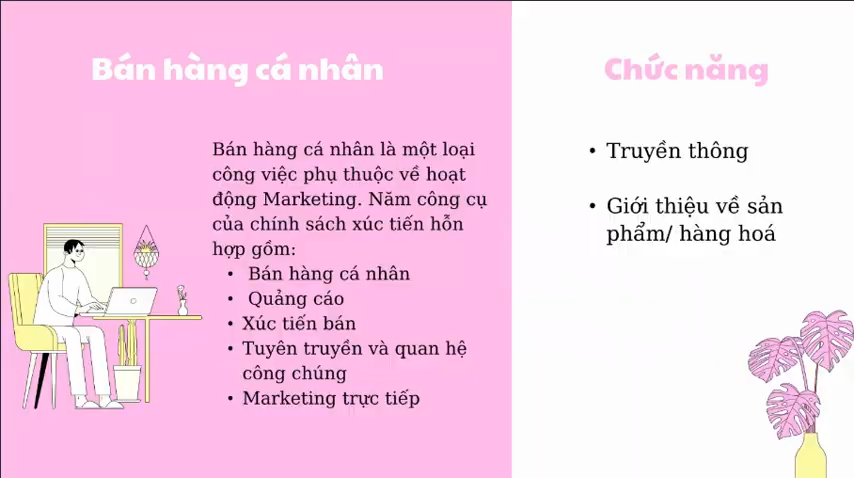 Bán hàng cá nhân
Bán hàng cá nhân là một loại
công việc phụ thuộc về hoạt
động Marketing. Năm công cụ
của chính sách xúc tiến hỗn
hợp gồm:
• Bán hàng cá nhân
• Quảng cáo
• Xúc tiến bán
• Tuyên truyền và quan hệ
công chúng
• Marketing trực tiếp
Chức năng
• Truyền thông
• Giới thiệu về sản
phẩm/ hàng hoá